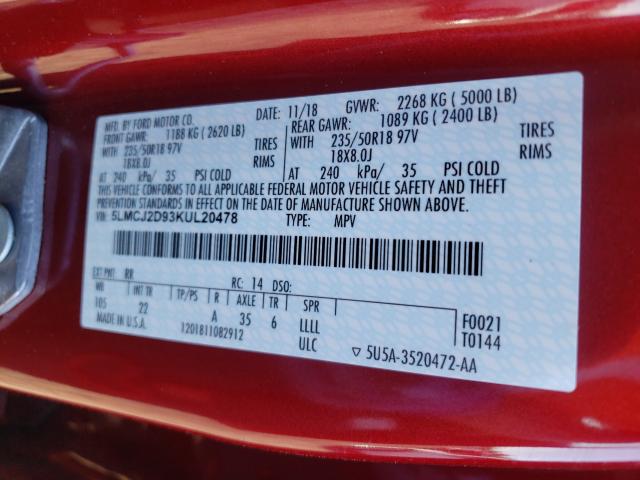 MFD. BY FORD MOTOR CO. DATE: 11/18 GVWR: 2268 KG ( 5000 LB)
FRONT GAWR: 1188 KG ( 2620 LB) REAR GAWR: 1089 KG ( 2400 LB)
WITH 235/50R18 97V TIRES WITH 235/50R18 97V TIRES
18X8.0J RIMS 18X8.0J RIMS
AT 240 kPa/ 35 PSI COLD AT 240 kPa/ 35 PSI COLD
THIS VEHICLE CONFORMS TO ALL APPLICABLE FEDERAL MOTOR VEHICLE SAFETY AND THEFT
PREVENTION STANDARDS IN EFFECT ON THE DATE OF MANUFACTURE SHOWN ABOVE.
VIN: 5LMCJ2D93KUL20478 TYPE: MPV
EXT PNT: RR RC: 14 DSO:
WB INT TR TP/PS R AXLE TR SPR
105 22 A 35 6 LLLL F0021
MADE IN U.S.A. 1201811082912 ULC T0144
5U5A-3520472-AA